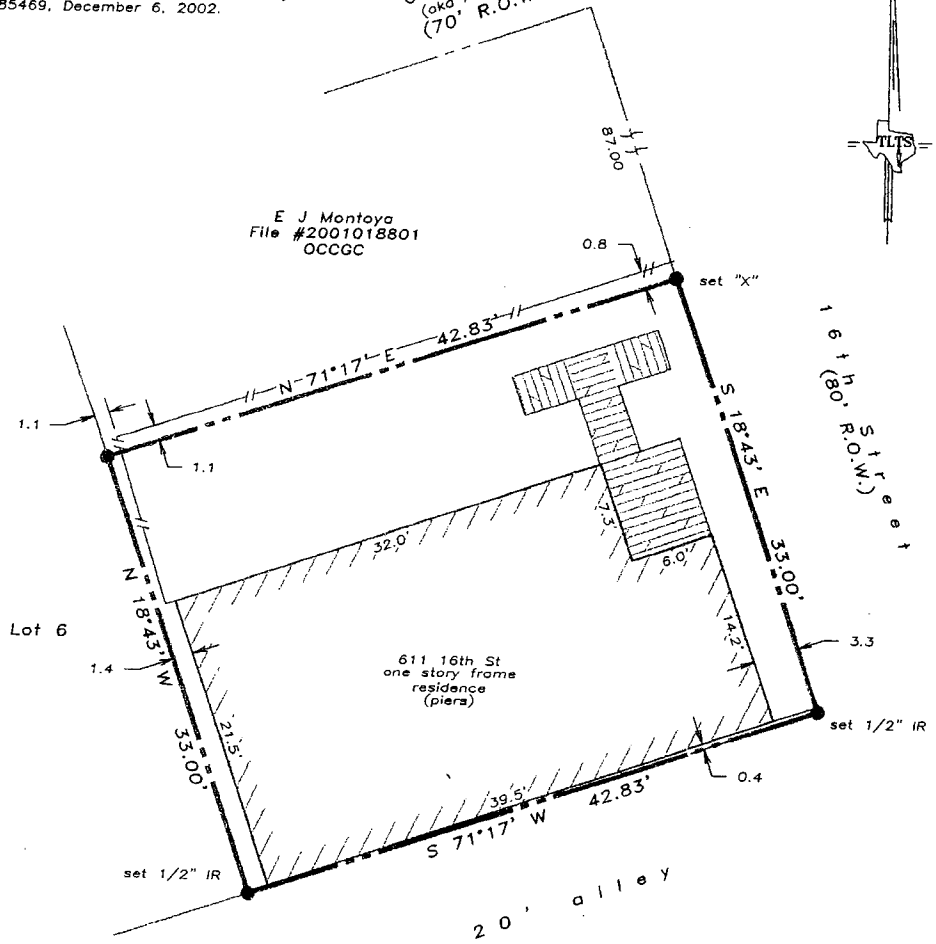 85469, December 6, 2002.
(aka
(70' R.O.W.
TLTS
87.00
E J Montoya
File #2001018801
OCCGC
0.8
set "X"
N 71°17' E 42.83'
16th Street
(80' R.O.W.)
1.1
1.1
S 18°43' E 33.00'
32.0'
7.3'
6.0'
N 18°43' W 33.00'
Lot 6
1.4
611 16th St
one story frame
residence
(piers)
14.2'
3.3
21.5'
set 1/2" IR
0.4
39.5'
S 71°17' W 42.83'
set 1/2" IR
20' alley